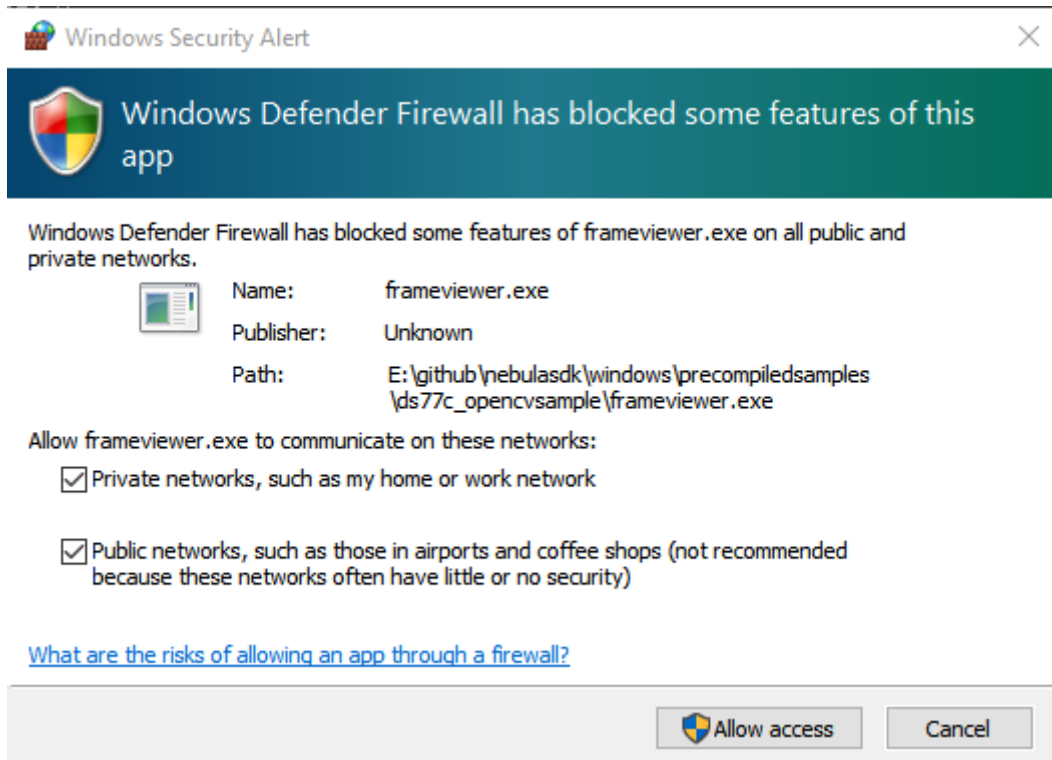 Windows Security Alert
Windows Defender Firewall has blocked some features of this
app
Windows Defender Firewall has blocked some features of frameviewer.exe on all public and
private networks.
Name: frameviewer.exe
Publisher: Unknown
Path: E:\github\nebulasdk\windows\precompiledsamples
\ds77c_opencvsample\frameviewer.exe
Allow frameviewer.exe to communicate on these networks:
Private networks, such as my home or work network
Public networks, such as those in airports and coffee shops (not recommended
because these networks often have little or no security)
What are the risks of allowing an app through a firewall?
Allow access Cancel